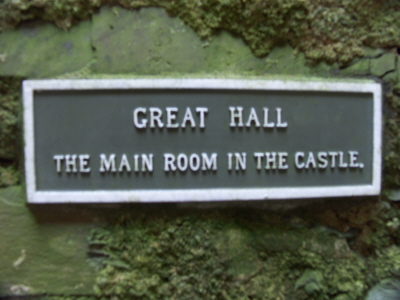 GREAT HALL
THE MAIN ROOM IN THE CASTLE.